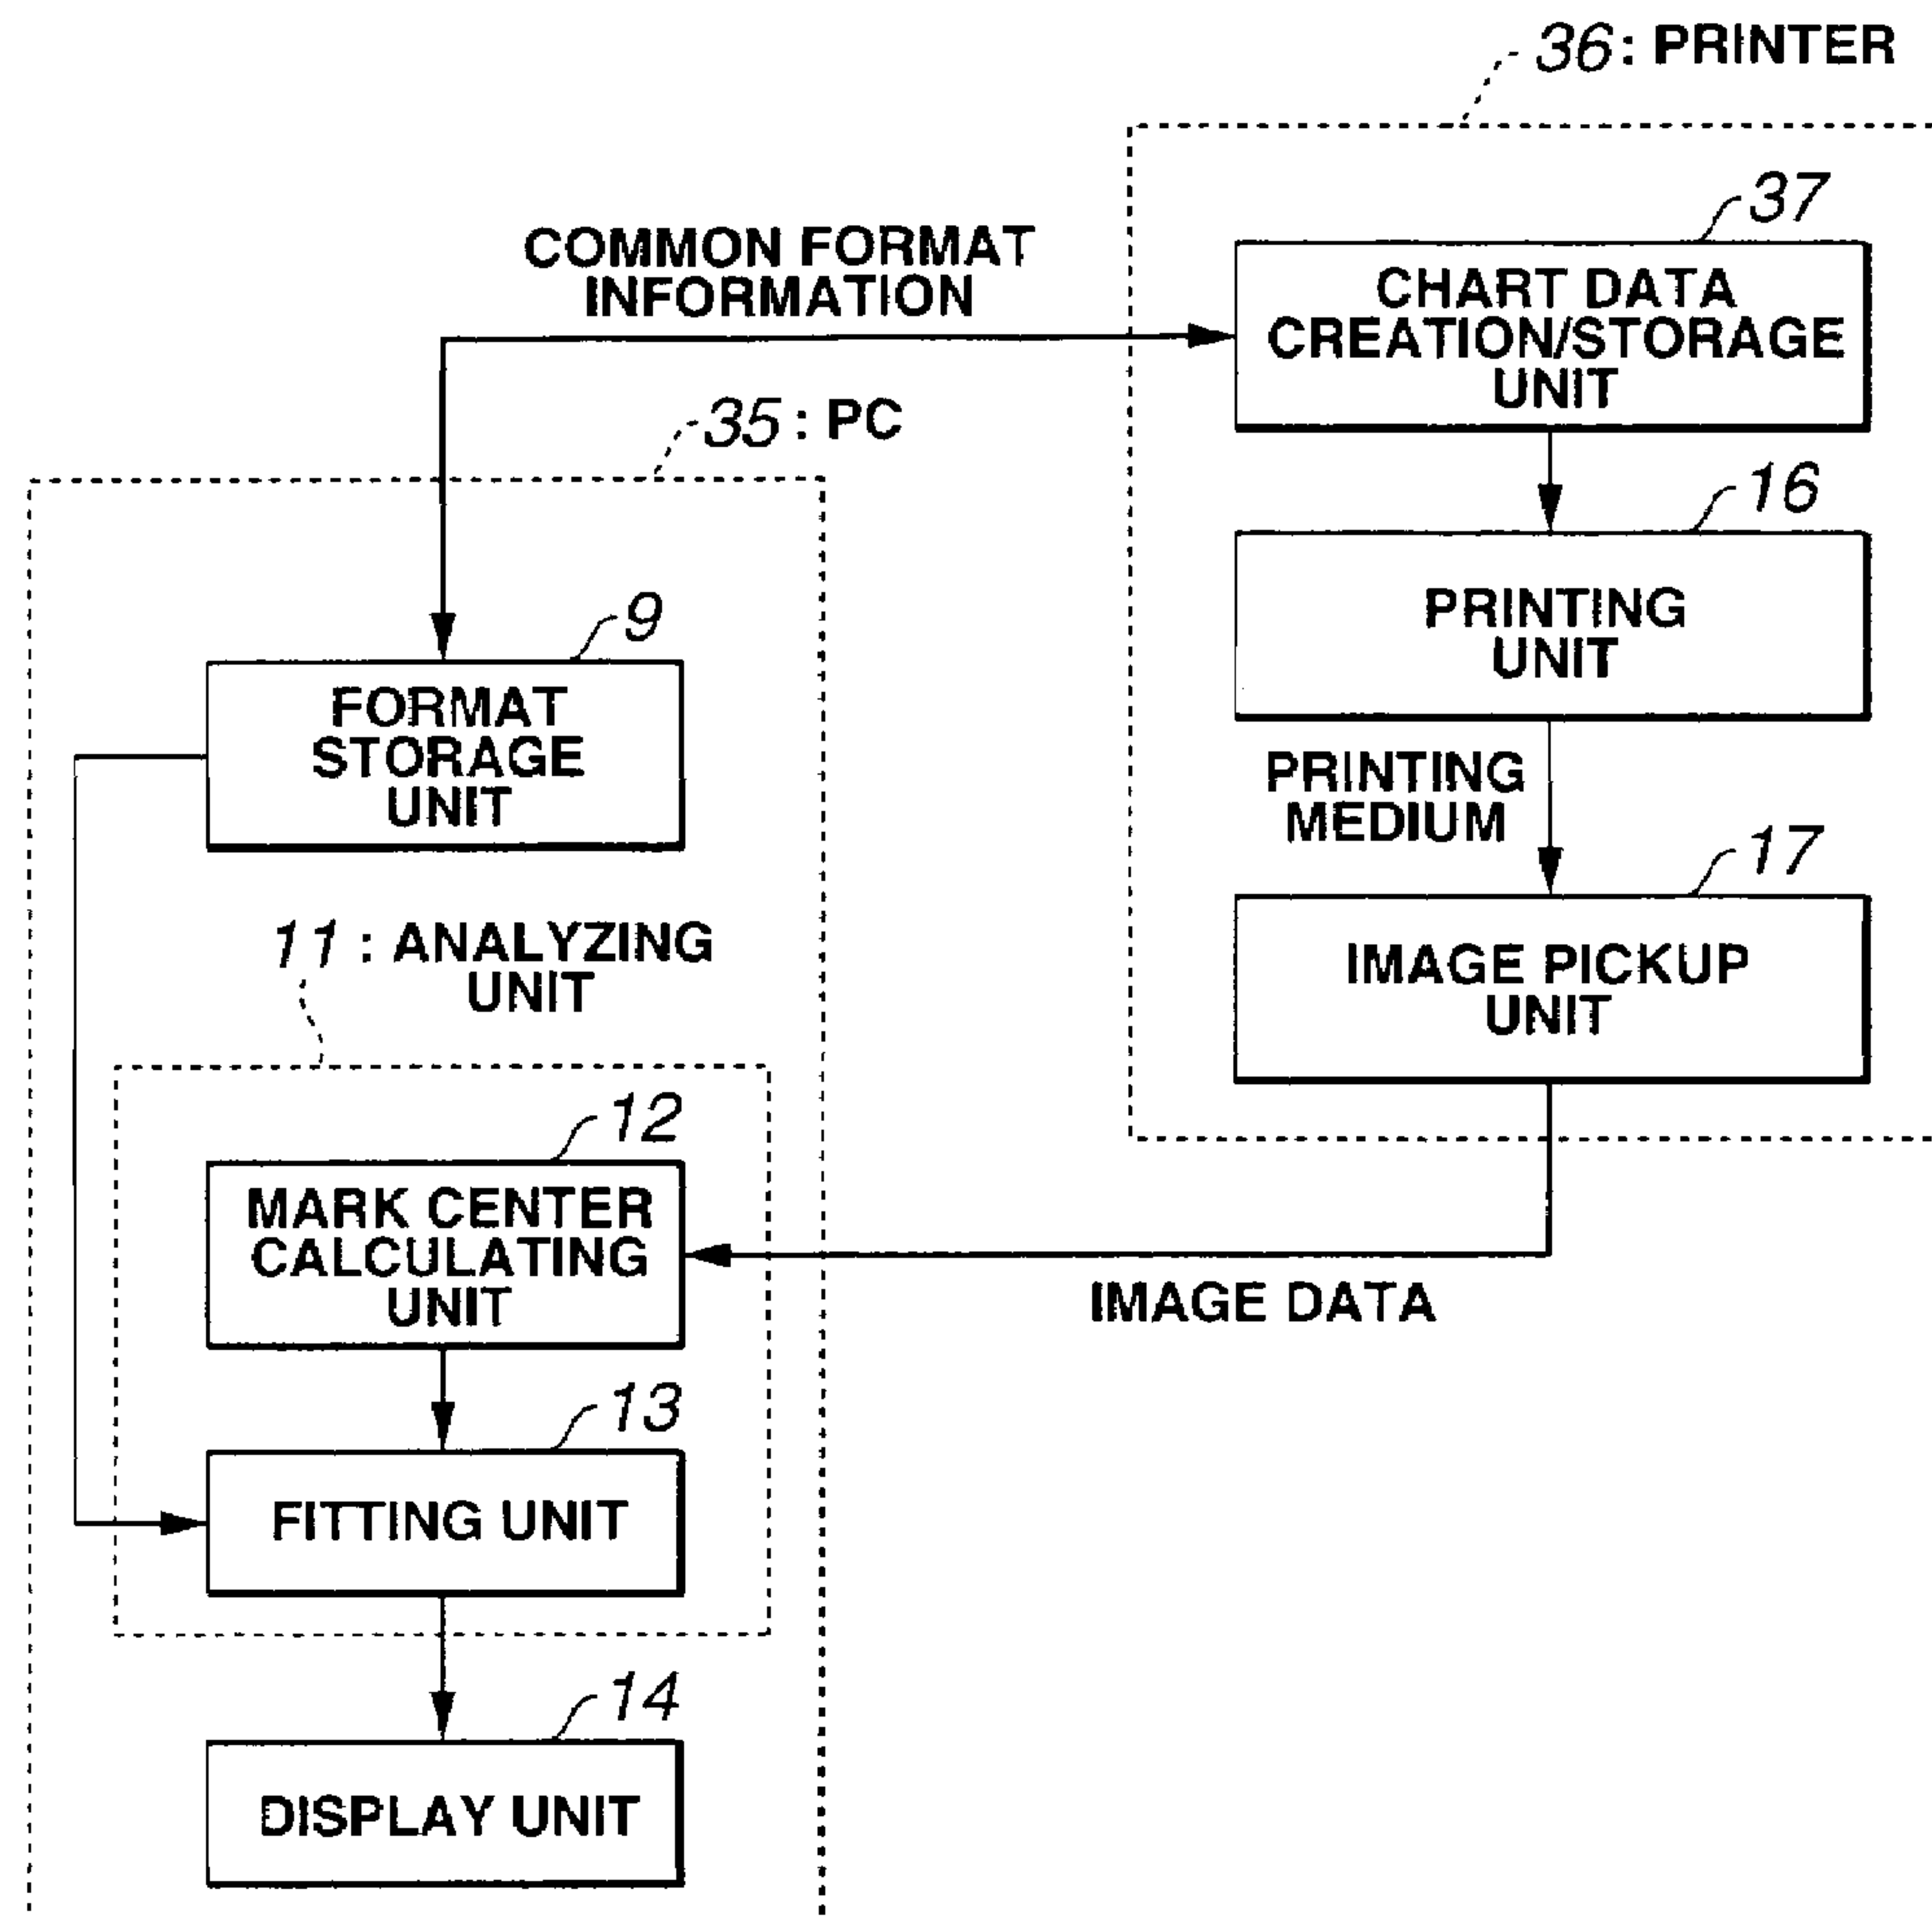 36: PRINTER
37
COMMON FORMAT
INFORMATION
CHART DATA
CREATION/STORAGE
UNIT
35: PC
16
PRINTING
UNIT
9
FORMAT
STORAGE
UNIT
PRINTING
MEDIUM
17
IMAGE PICKUP
UNIT
11: ANALYZING
UNIT
12
MARK CENTER
CALCULATING
UNIT
IMAGE DATA
13
FITTING UNIT
14
DISPLAY UNIT